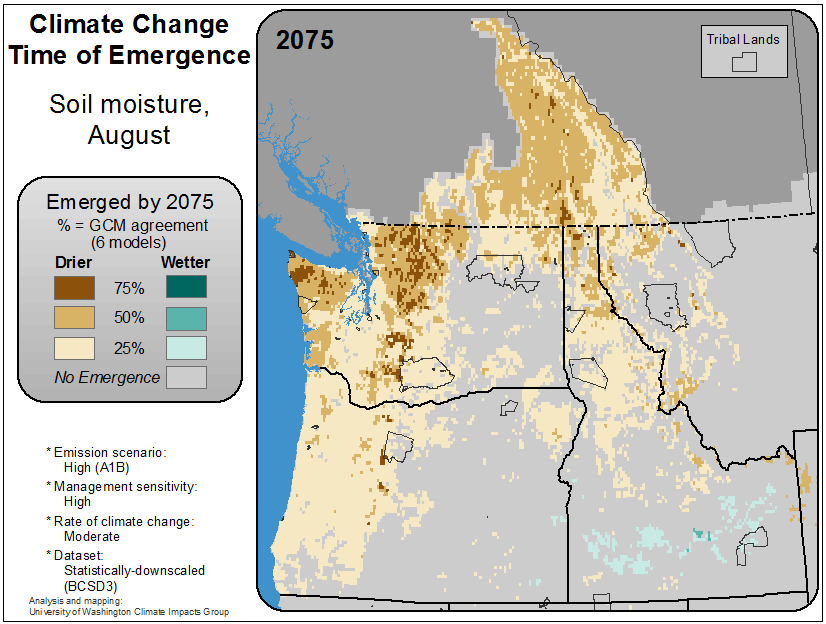 Climate Change
Time of Emergence
Soil moisture,
August
Emerged by 2075
% = GCM agreement
(6 models)
Drier Wetter
75%
50%
25%
No Emergence
* Emission scenario:
High (A1B)
* Management sensitivity:
High
* Rate of climate change:
Moderate
* Dataset:
Statistically-downscaled
(BCSD3)
Analysis and mapping:
University of Washington Climate Impacts Group
2075
Tribal Lands